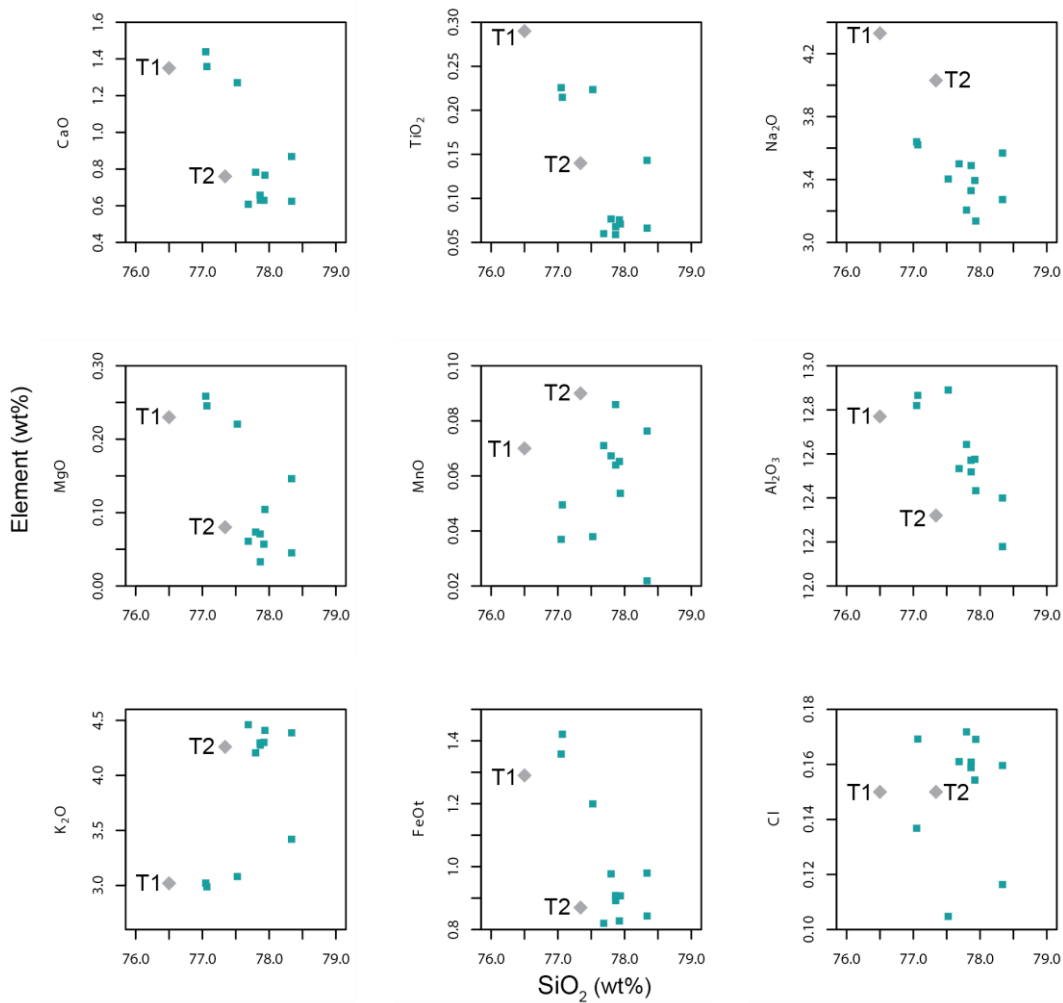 CaO
1.6
1.4
1.2
1.0
0.8
0.6
0.4
T1
T2
76.0 77.0 78.0 79.0
TiO2
0.30
0.25
0.20
0.15
0.10
0.05
T1
T2
76.0 77.0 78.0 79.0
Na2O
4.2
3.8
3.4
3.0
T1
T2
76.0 77.0 78.0 79.0
Element (wt%)
MgO
0.30
0.20
0.10
0.00
T1
T2
76.0 77.0 78.0 79.0
MnO
0.10
0.08
0.06
0.04
0.02
T2
T1
76.0 77.0 78.0 79.0
Al2O3
13.0
12.8
12.6
12.4
12.2
12.0
T1
T2
76.0 77.0 78.0 79.0
K2O
4.5
4.0
3.5
3.0
T2
T1
76.0 77.0 78.0 79.0
FeOt
1.4
1.2
1.0
0.8
T1
T2
76.0 77.0 78.0 79.0
Cl
0.18
0.16
0.14
0.12
0.10
T1 T2
76.0 77.0 78.0 79.0
SiO2 (wt%)